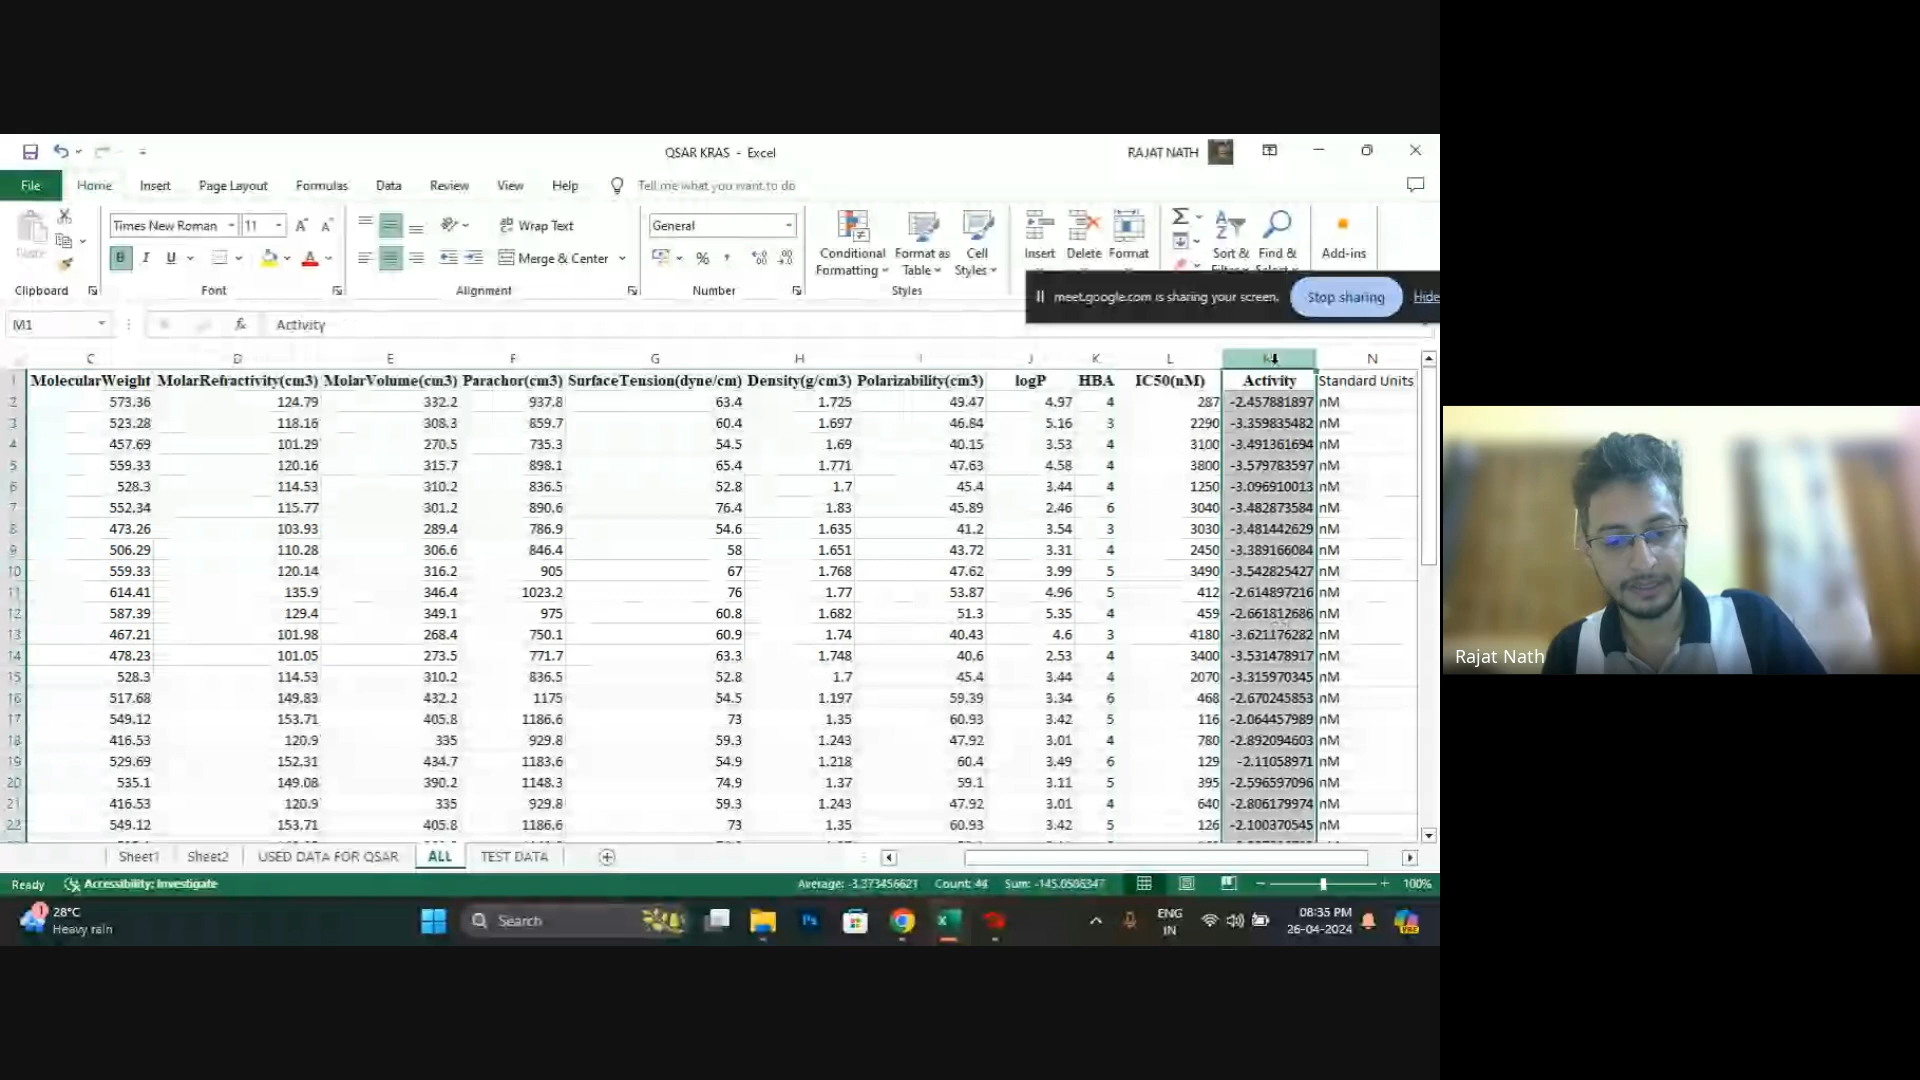 QSAR KRAS - Excel
RAJAT NATH
File Home Insert Page Layout Formulas Data Review View Help Tell me what you want to do
Paste
Times New Roman 11
B I U
Wrap Text
Merge & Center
General
Conditional Formatting
Format as Table
Cell Styles
Insert Delete Format
Sort & Filter
Find & Select
Add-ins
Clipboard Font Alignment Number Styles
meet.google.com is sharing your screen. Stop sharing Hide
M1 fx Activity
C D E F G H I J K L N
1 MolecularWeight MolarRefractivity(cm3) MolarVolume(cm3) Parachor(cm3) SurfaceTension(dyne/cm) Density(g/cm3) Polarizability(cm3) logP HBA IC50(nM) Activity Standard Units
2 573.36 124.79 332.2 937.8 63.4 1.725 49.47 4.97 4 287 -2.457881897 nM
3 523.28 118.16 308.3 859.7 60.4 1.697 46.84 5.16 3 2290 -3.359835482 nM
4 457.69 101.29 270.5 735.3 54.5 1.69 40.15 3.53 4 3100 -3.491361694 nM
5 559.33 120.16 315.7 898.1 65.4 1.771 47.63 4.58 4 3800 -3.579783597 nM
6 528.3 114.53 310.2 836.5 52.8 1.7 45.4 3.44 4 1250 -3.096910013 nM
7 552.34 115.77 301.2 890.6 76.4 1.83 45.89 2.46 6 3040 -3.482873584 nM
8 473.26 103.93 289.4 786.9 54.6 1.635 41.2 3.54 3 3030 -3.481442629 nM
9 506.29 110.28 306.6 846.4 58 1.651 43.72 3.31 4 2450 -3.389166084 nM
10 559.33 120.14 316.2 905 67 1.768 47.62 3.99 5 3490 -3.542825427 nM
11 614.41 135.9 346.4 1023.2 76 1.77 53.87 4.96 5 412 -2.614897216 nM
12 587.39 129.4 349.1 975 60.8 1.682 51.3 5.35 4 459 -2.661812686 nM
13 467.21 101.98 268.4 750.1 60.9 1.74 40.43 4.6 3 4180 -3.621176282 nM
14 478.23 101.05 273.5 771.7 63.3 1.748 40.6 2.53 4 3400 -3.531478917 nM
15 528.3 114.53 310.2 836.5 52.8 1.7 45.4 3.44 4 2070 -3.315970345 nM
16 517.68 149.83 432.2 1175 54.5 1.197 59.39 3.34 6 468 -2.670245853 nM
17 549.12 153.71 405.8 1186.6 73 1.35 60.93 3.42 5 116 -2.064457989 nM
18 416.53 120.9 335 929.8 59.3 1.243 47.92 3.01 4 780 -2.892094603 nM
19 529.69 152.31 434.7 1183.6 54.9 1.218 60.4 3.49 6 129 -2.11058971 nM
20 535.1 149.08 390.2 1148.3 74.9 1.37 59.1 3.11 5 395 -2.596597096 nM
21 416.53 120.9 335 929.8 59.3 1.243 47.92 3.01 4 640 -2.806179974 nM
22 549.12 153.71 405.8 1186.6 73 1.35 60.93 3.42 5 126 -2.100370545 nM
Sheet1 Sheet2 USED DATA FOR QSAR ALL TEST DATA
Ready Accessibility: Investigate Average: -3.373456621 Count: 44 Sum: -145.0586347 100%
28°C
Heavy rain
Search
ENG
IN
08:35 PM
26-04-2024
Rajat Nath